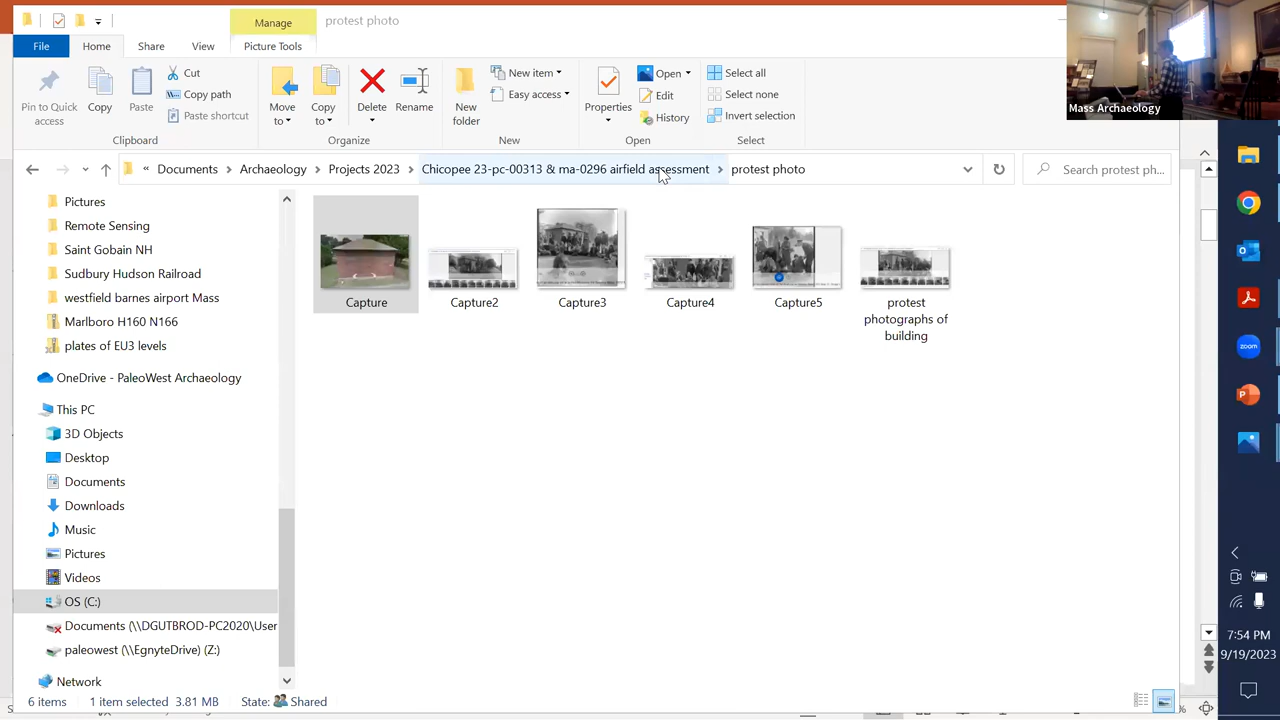 Manage
protest photo
File
Home
Share
View
Picture Tools
Pin to Quick access
Copy
Paste
Cut
Copy path
Paste shortcut
Move to
Copy to
Delete
Rename
New folder
New item
Easy access
Properties
Open
Edit
History
Select all
Select none
Invert selection
Clipboard
Organize
New
Open
Select
Mass Archaeology
« Documents > Archaeology > Projects 2023 > Chicopee 23-pc-00313 & ma-0296 airfield assessment > protest photo
Search protest ph...
Pictures
Remote Sensing
Saint Gobain NH
Sudbury Hudson Railroad
westfield barnes airport Mass
Marlboro H160 N166
plates of EU3 levels
OneDrive - PaleoWest Archaeology
This PC
3D Objects
Desktop
Documents
Downloads
Music
Pictures
Videos
OS (C:)
Documents (\\DGUTBROD-PC2020\User
paleowest (\\EgnyteDrive) (Z:)
Network
Capture
Capture2
Capture3
Capture4
Capture5
protest
photographs of
building
zoom
7:54 PM
9/19/2023
6 items
1 item selected 3.81 MB
State:
Shared